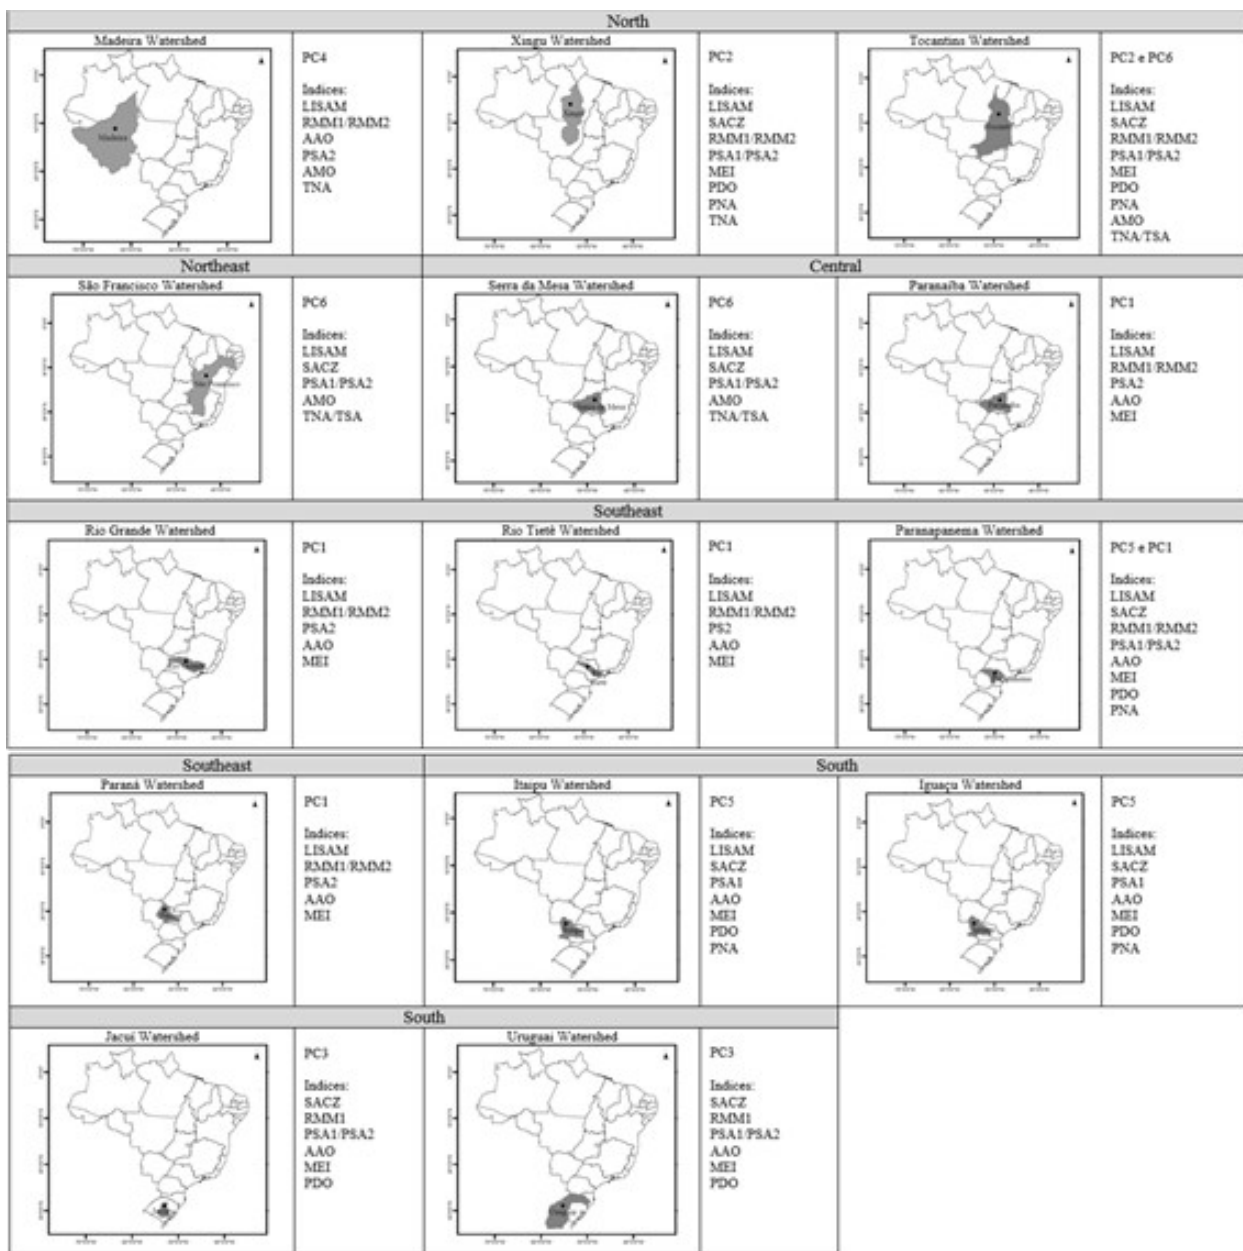 North
Madeira Watershed
PC4
Indices:
LISAM
RMM1/RMM2
AAO
PSA2
AMO
TNA
Xingu Watershed
PC2
Indices:
LISAM
SACZ
RMM1/RMM2
PSA1/PSA2
MEI
PDO
PNA
TNA
Tocantins Watershed
PC2 e PC6
Indices:
LISAM
SACZ
RMM1/RMM2
PSA1/PSA2
MEI
PDO
PNA
AMO
TNA/TSA
Northeast
São Francisco Watershed
PC6
Indices:
LISAM
SACZ
PSA1/PSA2
AMO
TNA/TSA
Central
Serra da Mesa Watershed
PC6
Indices:
LISAM
SACZ
PSA1/PSA2
AMO
TNA/TSA
Paranaíba Watershed
PC1
Indices:
LISAM
RMM1/RMM2
PSA2
AAO
MEI
Southeast
Rio Grande Watershed
PC1
Indices:
LISAM
RMM1/RMM2
PSA2
AAO
MEI
Rio Tietê Watershed
PC1
Indices:
LISAM
RMM1/RMM2
PS2
AAO
MEI
Paranapanema Watershed
PC5 e PC1
Indices:
LISAM
SACZ
RMM1/RMM2
PSA1/PSA2
AAO
MEI
PDO
PNA
Southeast
Paraná Watershed
PC1
Indices:
LISAM
RMM1/RMM2
PSA2
AAO
MEI
South
Itaipu Watershed
PC5
Indices:
LISAM
SACZ
PSA1
AAO
MEI
PDO
PNA
Iguaçu Watershed
PC5
Indices:
LISAM
SACZ
PSA1
AAO
MEI
PDO
PNA
South
Jacuí Watershed
PC3
Indices:
SACZ
RMM1
PSA1/PSA2
AAO
MEI
PDO
Uruguai Watershed
PC3
Indices:
SACZ
RMM1
PSA1/PSA2
AAO
MEI
PDO